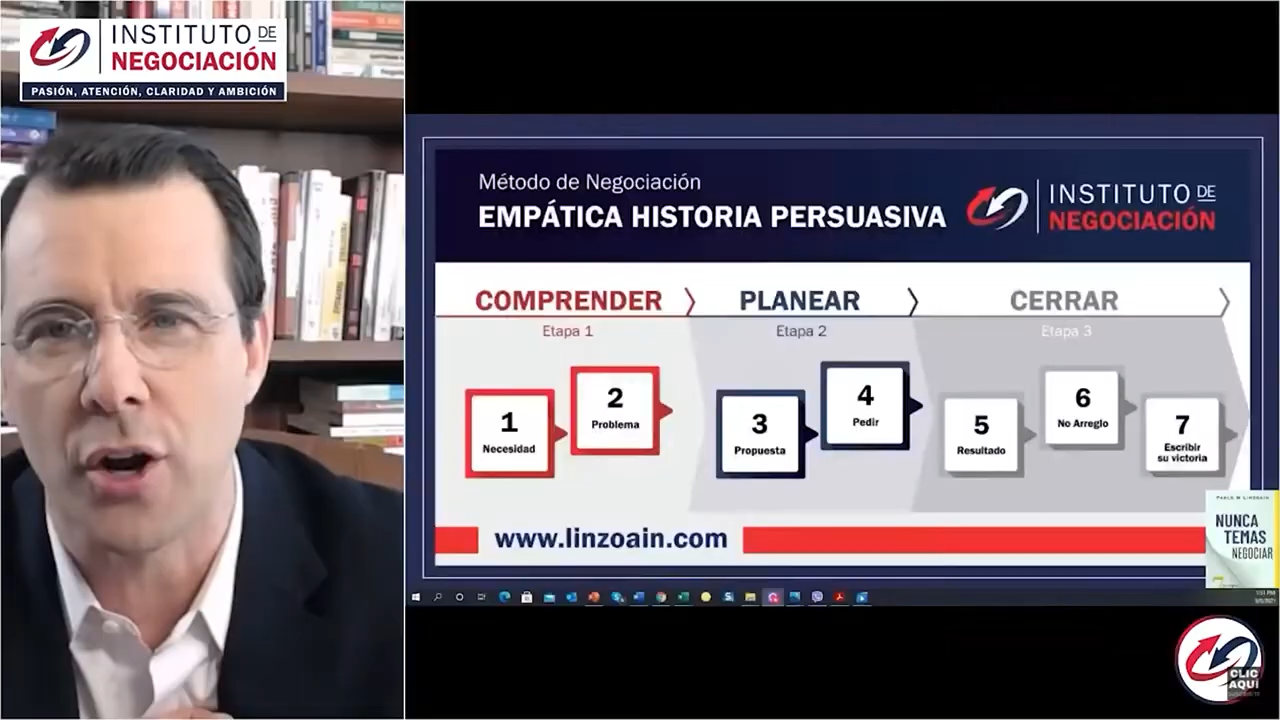 INSTITUTO DE
NEGOCIACIÓN
PASIÓN, ATENCIÓN, CLARIDAD Y AMBICIÓN
Método de Negociación
EMPÁTICA HISTORIA PERSUASIVA
INSTITUTO DE
NEGOCIACIÓN
COMPRENDER
PLANEAR
CERRAR
Etapa 1
Etapa 2
Etapa 3
1
Necesidad
2
Problema
3
Propuesta
4
Pedir
5
Resultado
6
No Arreglo
7
Escribir
su victoria
www.linzoain.com
PABLO M LINZOAIN
NUNCA
TEMAS
NEGOCIAR
CLIC
AQUÍ